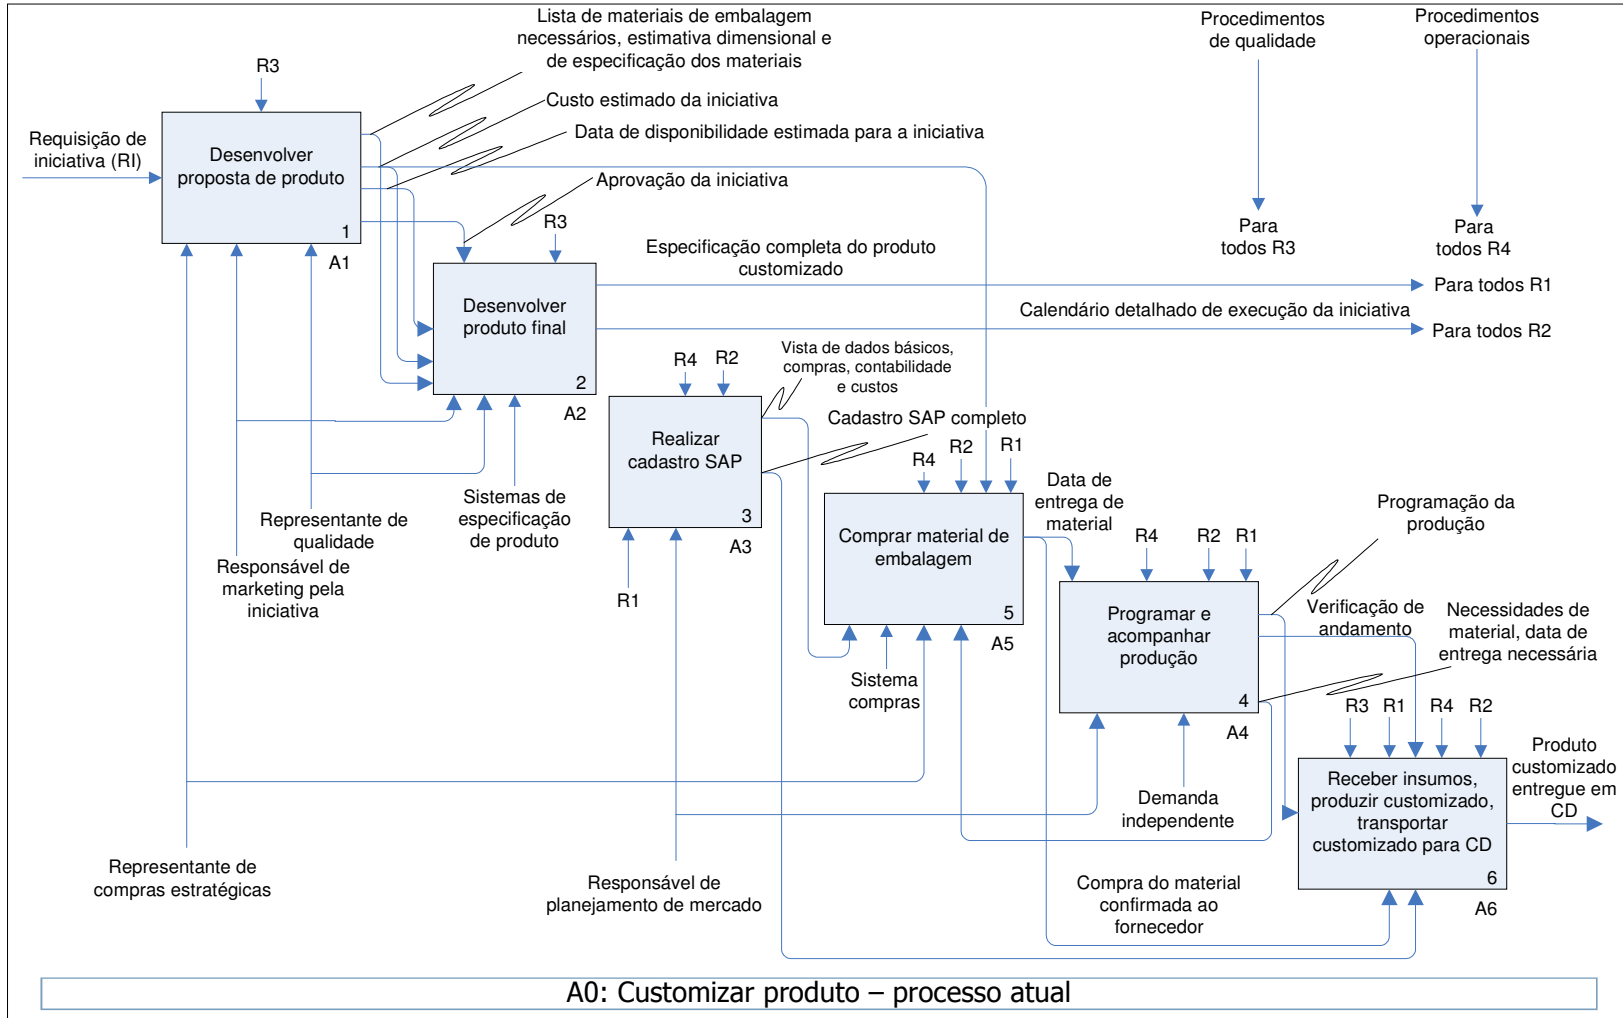 Lista de materiais de embalagem
necessários, estimativa dimensional e
de especificação dos materiais
Procedimentos
de qualidade
Procedimentos
operacionais
R3
Custo estimado da iniciativa
Data de disponibilidade estimada para a iniciativa
Requisição de
iniciativa (RI)
Desenvolver
proposta de produto
1
A1
Aprovação da iniciativa
R3
Para
todos R3
Para
todos R4
Especificação completa do produto
customizado
Para todos R1
Calendário detalhado de execução da iniciativa
Para todos R2
Desenvolver
produto final
2
A2
Vista de dados básicos,
compras, contabilidade
e custos
R4
R2
Cadastro SAP completo
Realizar
cadastro SAP
3
A3
R4
R2
R1
Data de
entrega de
material
Programação da
produção
Sistemas de
especificação
de produto
Representante de
qualidade
Responsável de
marketing pela
iniciativa
R1
Comprar material de
embalagem
5
A5
R4
R2
R1
Programar e
acompanhar
produção
4
A4
Verificação de
andamento
Necessidades de
material, data de
entrega necessária
Sistema
compras
R3
R1
R4
R2
Produto
customizado
entregue em
CD
Demanda
independente
Receber insumos,
produzir customizado,
transportar
customizado para CD
6
A6
Representante de
compras estratégicas
Responsável de
planejamento de mercado
Compra do material
confirmada ao
fornecedor
A0: Customizar produto – processo atual